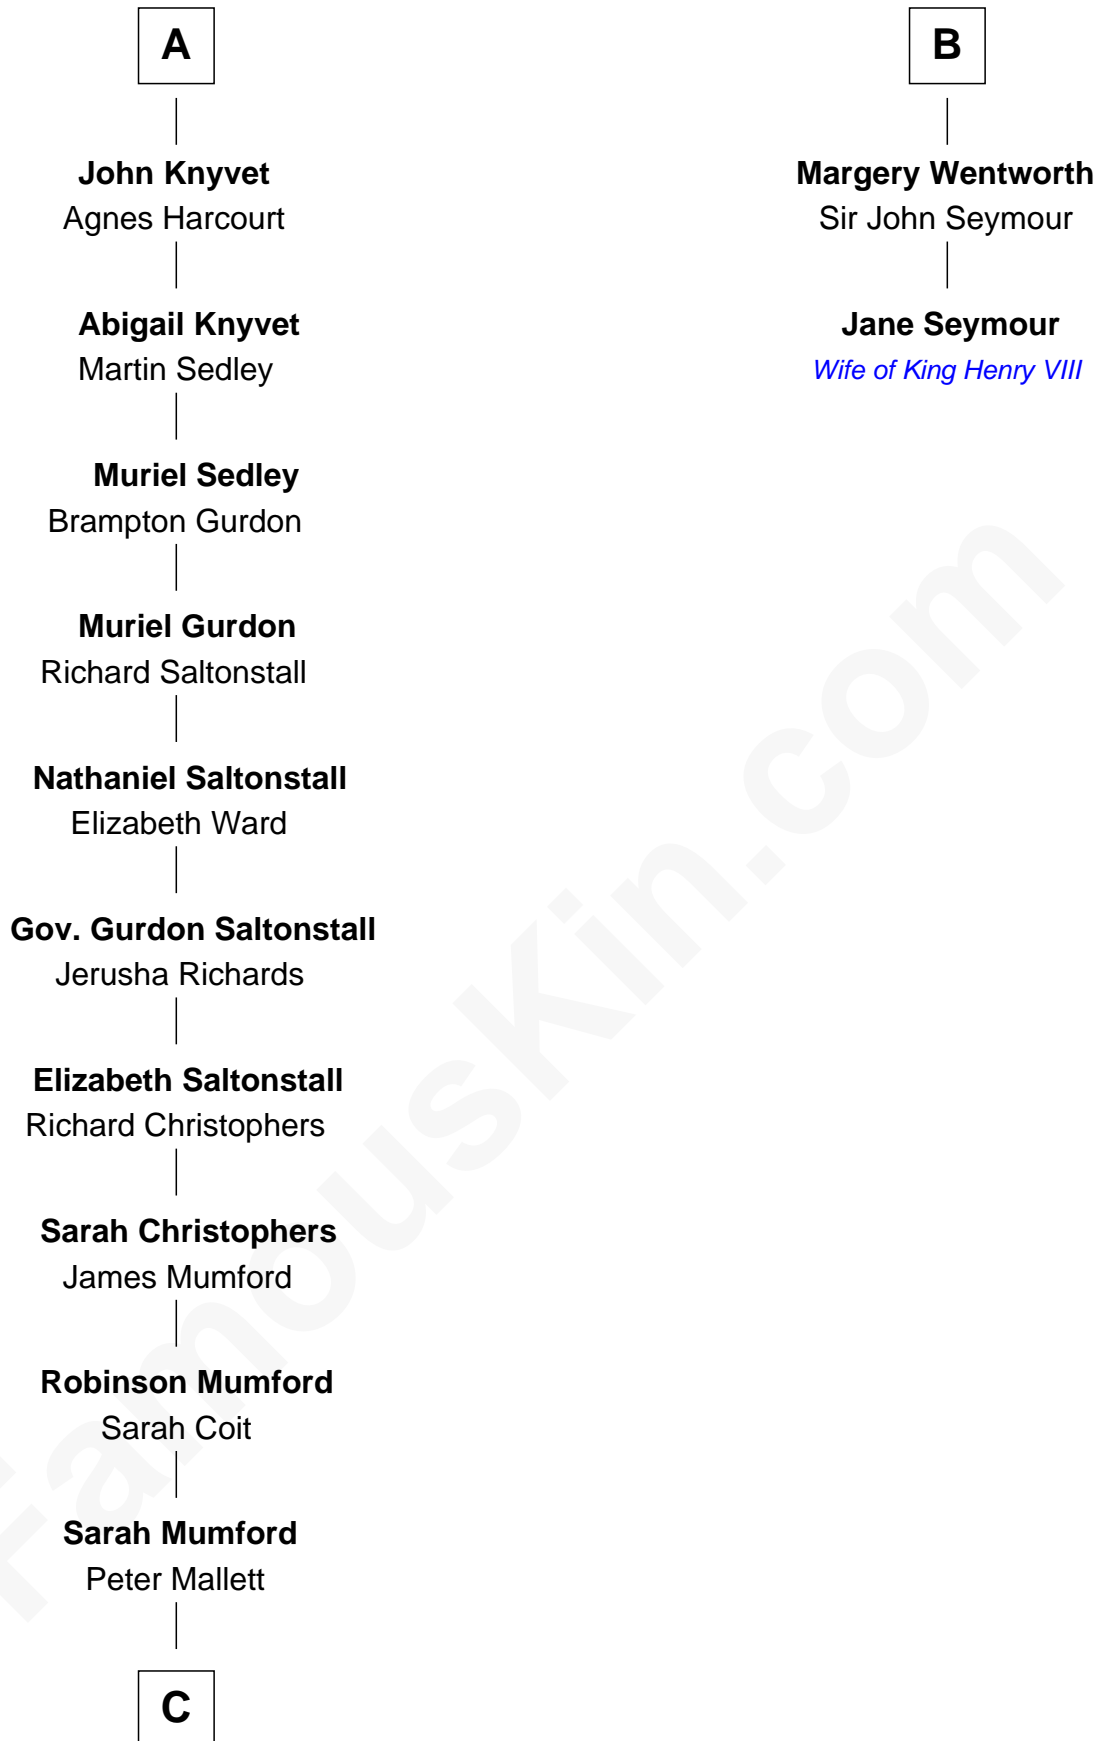 A
John Knyvet
Agnes Harcourt
Abigail Knyvet
Martin Sedley
Muriel Sedley
Brampton Gurdon
Muriel Gurdon
Richard Saltonstall
Nathaniel Saltonstall
Elizabeth Ward
Gov. Gurdon Saltonstall
Jerusha Richards
Elizabeth Saltonstall
Richard Christophers
Sarah Christophers
James Mumford
Robinson Mumford
Sarah Coit
Sarah Mumford
Peter Mallett
C
B
Margery Wentworth
Sir John Seymour
Jane Seymour
Wife of King Henry VIII
FamousKin.com